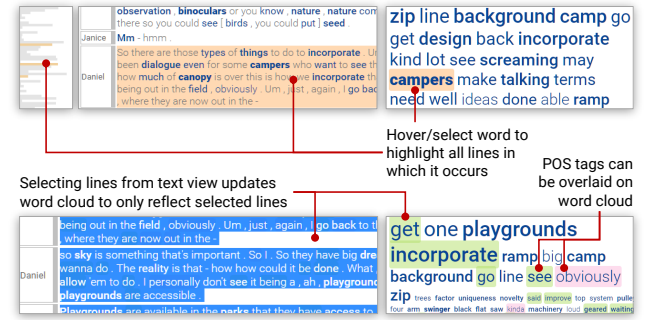 observation , binoculars or you know , nature , nature com
there so you could see [ birds , you could put ] seed .
Janice
Mm - hmm .
Daniel
So there are those types of things to do to incorporate . U
been dialogue even for some campers who want to see th
how much of canopy is over this is how we incorporate th
being out in the field , obviously . Um , just , again , I go bac
, where they are now out in the -
zip line background camp go
get design back incorporate
kind lot see screaming may
campers make talking terms
need well ideas done able ramp
Hover/select word to
highlight all lines in
which it occurs
POS tags can
be overlaid on
word cloud
Selecting lines from text view updates
word cloud to only reflect selected lines
being out in the field , obviously . Um , just , again , I go back to t
, where they are now out in the -
Daniel
so sky is something that's important . So I . So they have big dre
wanna do . The reality is that - how how could it be done . What ,
allow 'em to do . I personally don't see it being a , ah , playgroun
playgrounds are accessible .
Playgrounds are available in the parks that they have access to
get one playgrounds
incorporate ramp big camp
background go line see obviously
zip trees factor uniqueness novelty said improve top system pulle
four arm swinger black flat saw kinda machinery loud geared waiting